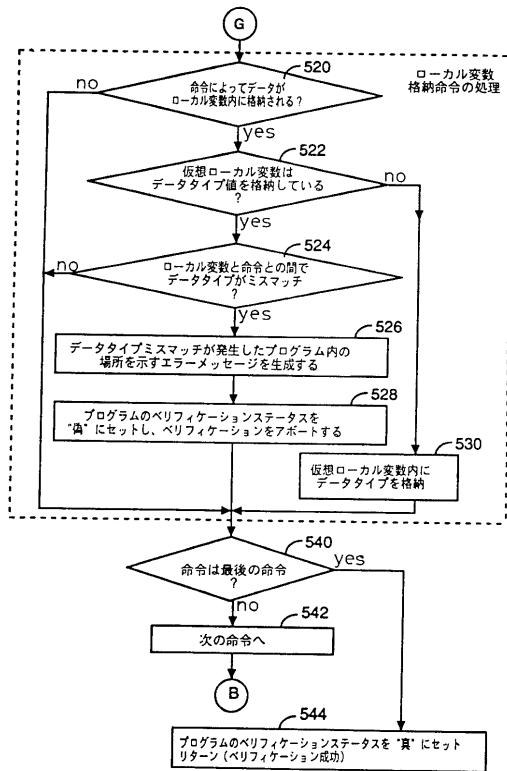 G
520
ローカル変数
格納命令の処理
no
命令によってデータが
ローカル変数内に格納される？
yes
522
仮想ローカル変数は
データタイプ値を格納している
？
no
yes
524
no
ローカル変数と命令との間で
データタイプがミスマッチ
？
yes
526
データタイプミスマッチが発生したプログラム内の
場所を示すエラーメッセージを生成する
528
プログラムのベリフィケーションステータスを
"偽"にセットし、ベリフィケーションをアボートする
530
仮想ローカル変数内に
データタイプを格納
540
命令は最後の命令
？
yes
no
542
次の命令へ
B
544
プログラムのベリフィケーションステータスを"真"にセット
リターン（ベリフィケーション成功）